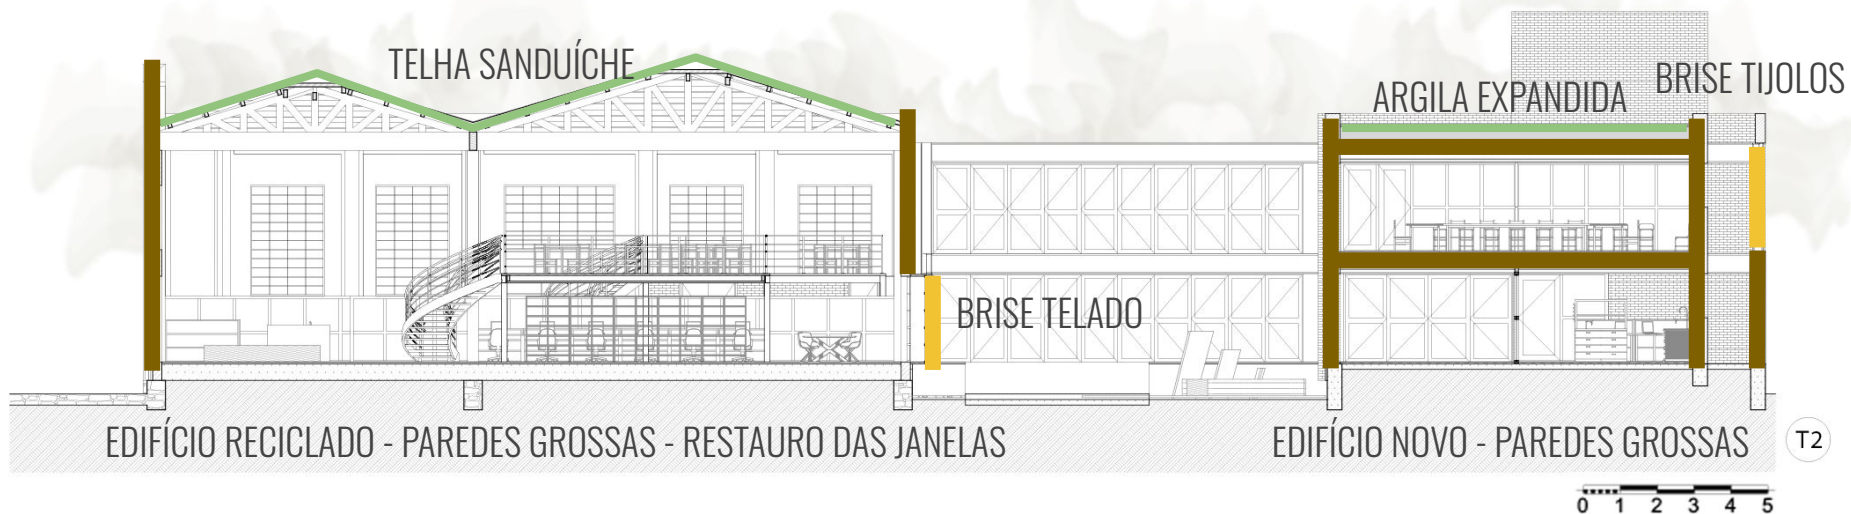 TELHA SANDUÍCHE
BRISE TIJOLOS
ARGILA EXPANDIDA
BRISE TELADO
EDIFÍCIO RECICLADO - PAREDES GROSSAS - RESTAURO DAS JANELAS
EDIFÍCIO NOVO - PAREDES GROSSAS
T2
0 1 2 3 4 5